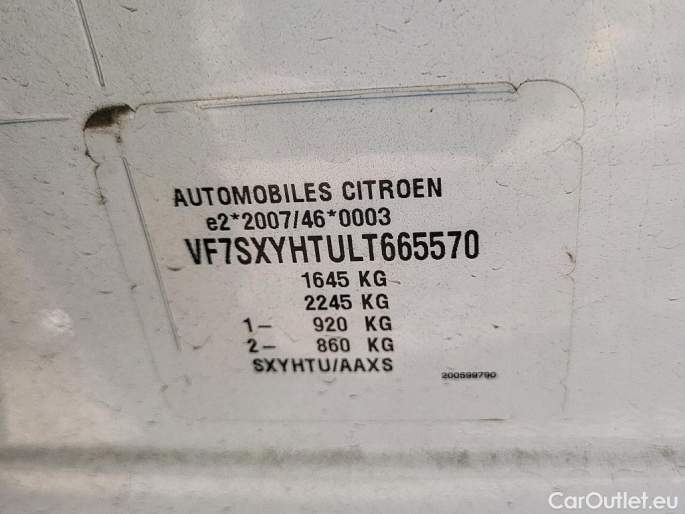 AUTOMOBILES CITROEN
e2*2007/46*0003
VF7SXYHTULT665570
1645 KG
2245 KG
1- 920 KG
2- 860 KG
SXYHTU/AAXS
200599790
CarOutlet.eu